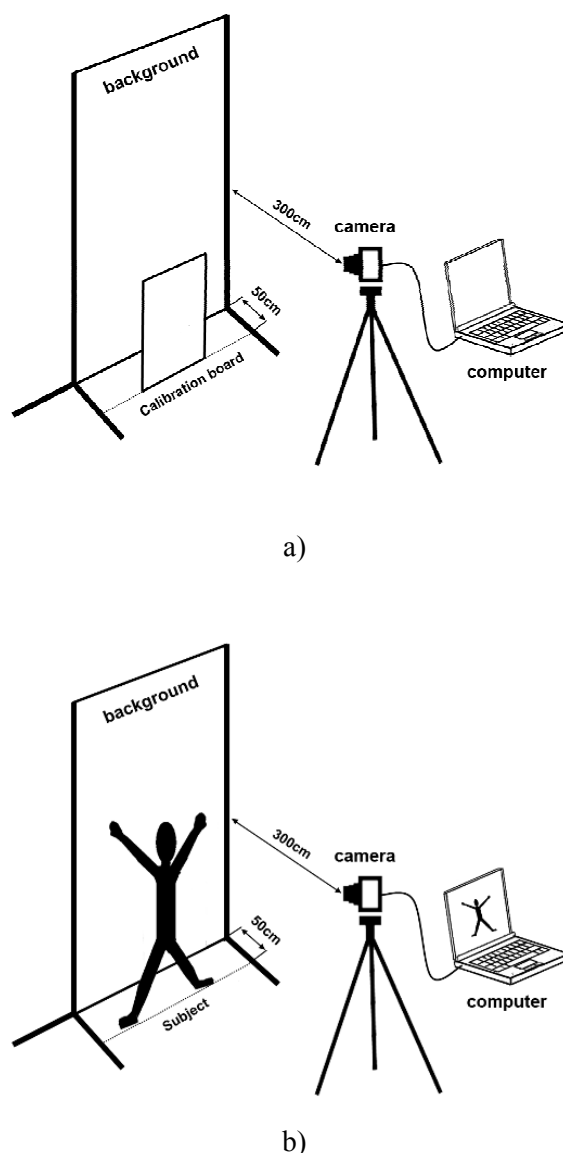 background
300cm
camera
50cm
Calibration board
computer
a)
background
300cm
camera
50cm
Subject
computer
b)